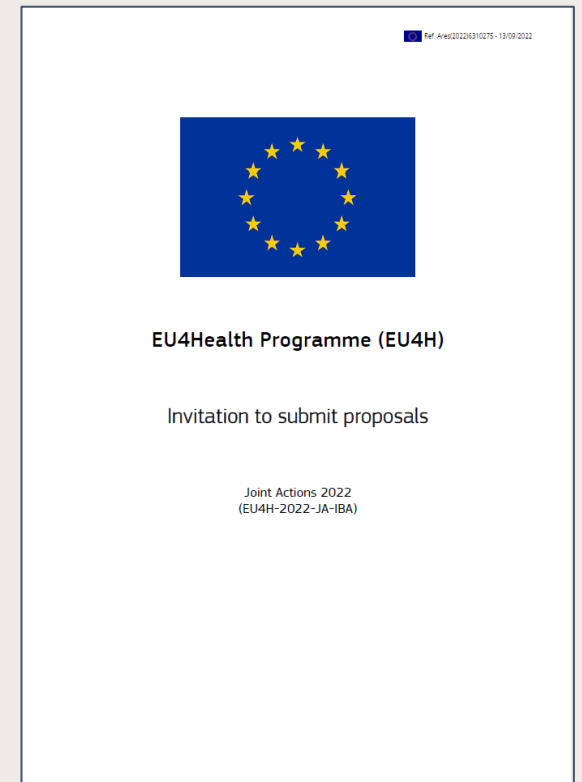 Ref. Ares(2022)6310275 - 13/09/2022
EU4Health Programme (EU4H)
Invitation to submit proposals
Joint Actions 2022
(EU4H-2022-JA-IBA)